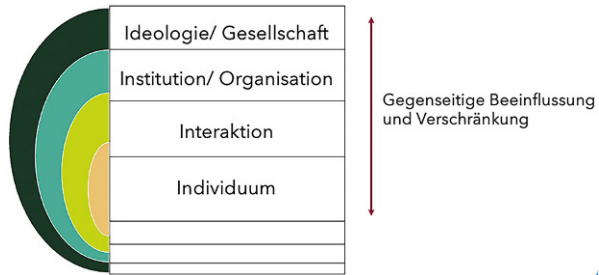 Ideologie/ Gesellschaft
Institution/ Organisation
Interaktion
Individuum
Gegenseitige Beeinflussung
und Verschränkung